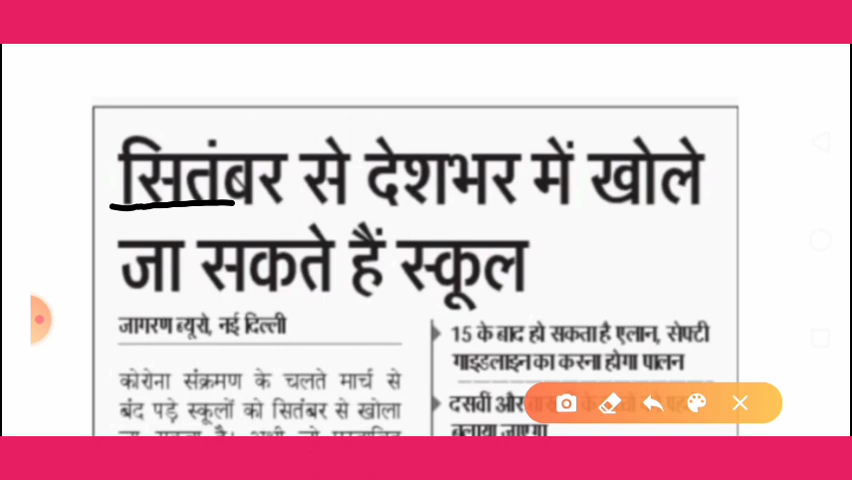 सितंबर से देशभर में खोले
जा सकते हैं स्कूल
जागरण ब्यूरो, नई दिल्ली
कोरोना संक्रमण के चलते मार्च से
बंद पड़े स्कूलों को सितंबर से खोला
15 के बाद हो सकता है एलान, सेफ्टी
गाइडलाइन का करना होगा पालन
दसवीं और
बुलाया जाएगा